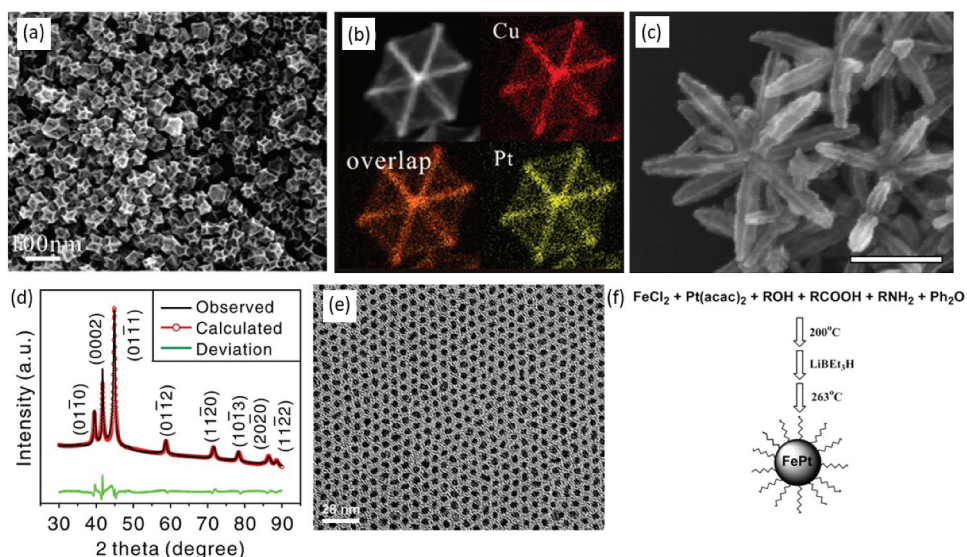 (a)
100nm
(b)
Cu
overlap
Pt
(c)
(d)
Observed
Calculated
Deviation
Intensity (a.u.)
(011̄0)
(0002)
(011̄1)
(011̄2)
(112̄0)
(101̄3)
(202̄0)
(112̄2)
30 40 50 60 70 80 90
2 theta (degree)
(e)
20 nm
(f)
FeCl₂ + Pt(acac)₂ + ROH + RCOOH + RNH₂ + Ph₂O
200°C
LiBEt₃H
263°C
FePt